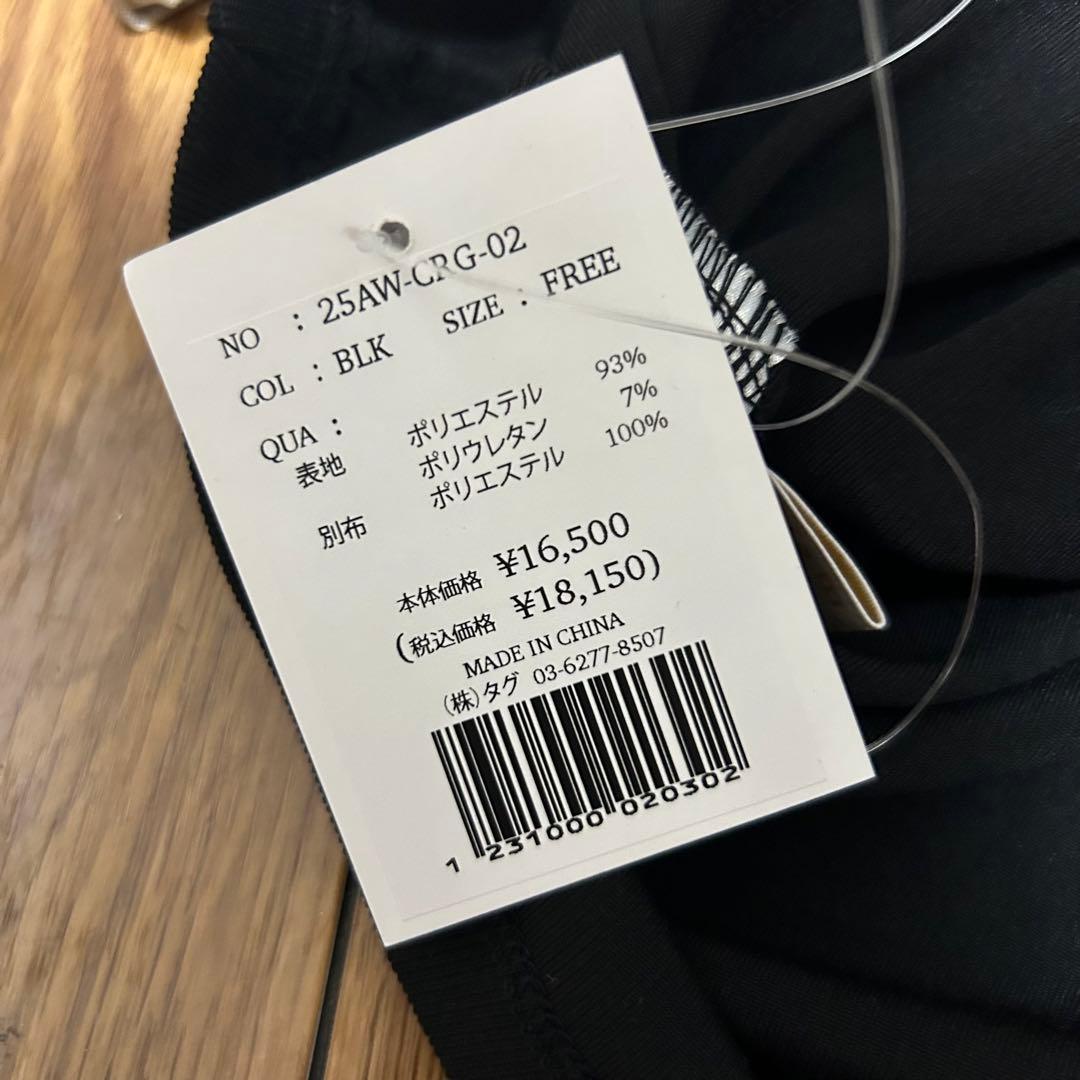 NO : 25AW-CRG-02
COL : BLK SIZE : FREE
QUA :
表地 ポリエステル 93%
ポリウレタン 7%
別布 ポリエステル 100%
本体価格 ¥16,500
(税込価格 ¥18,150)
MADE IN CHINA
(株)タグ 03-6277-8507
1 231000 020302